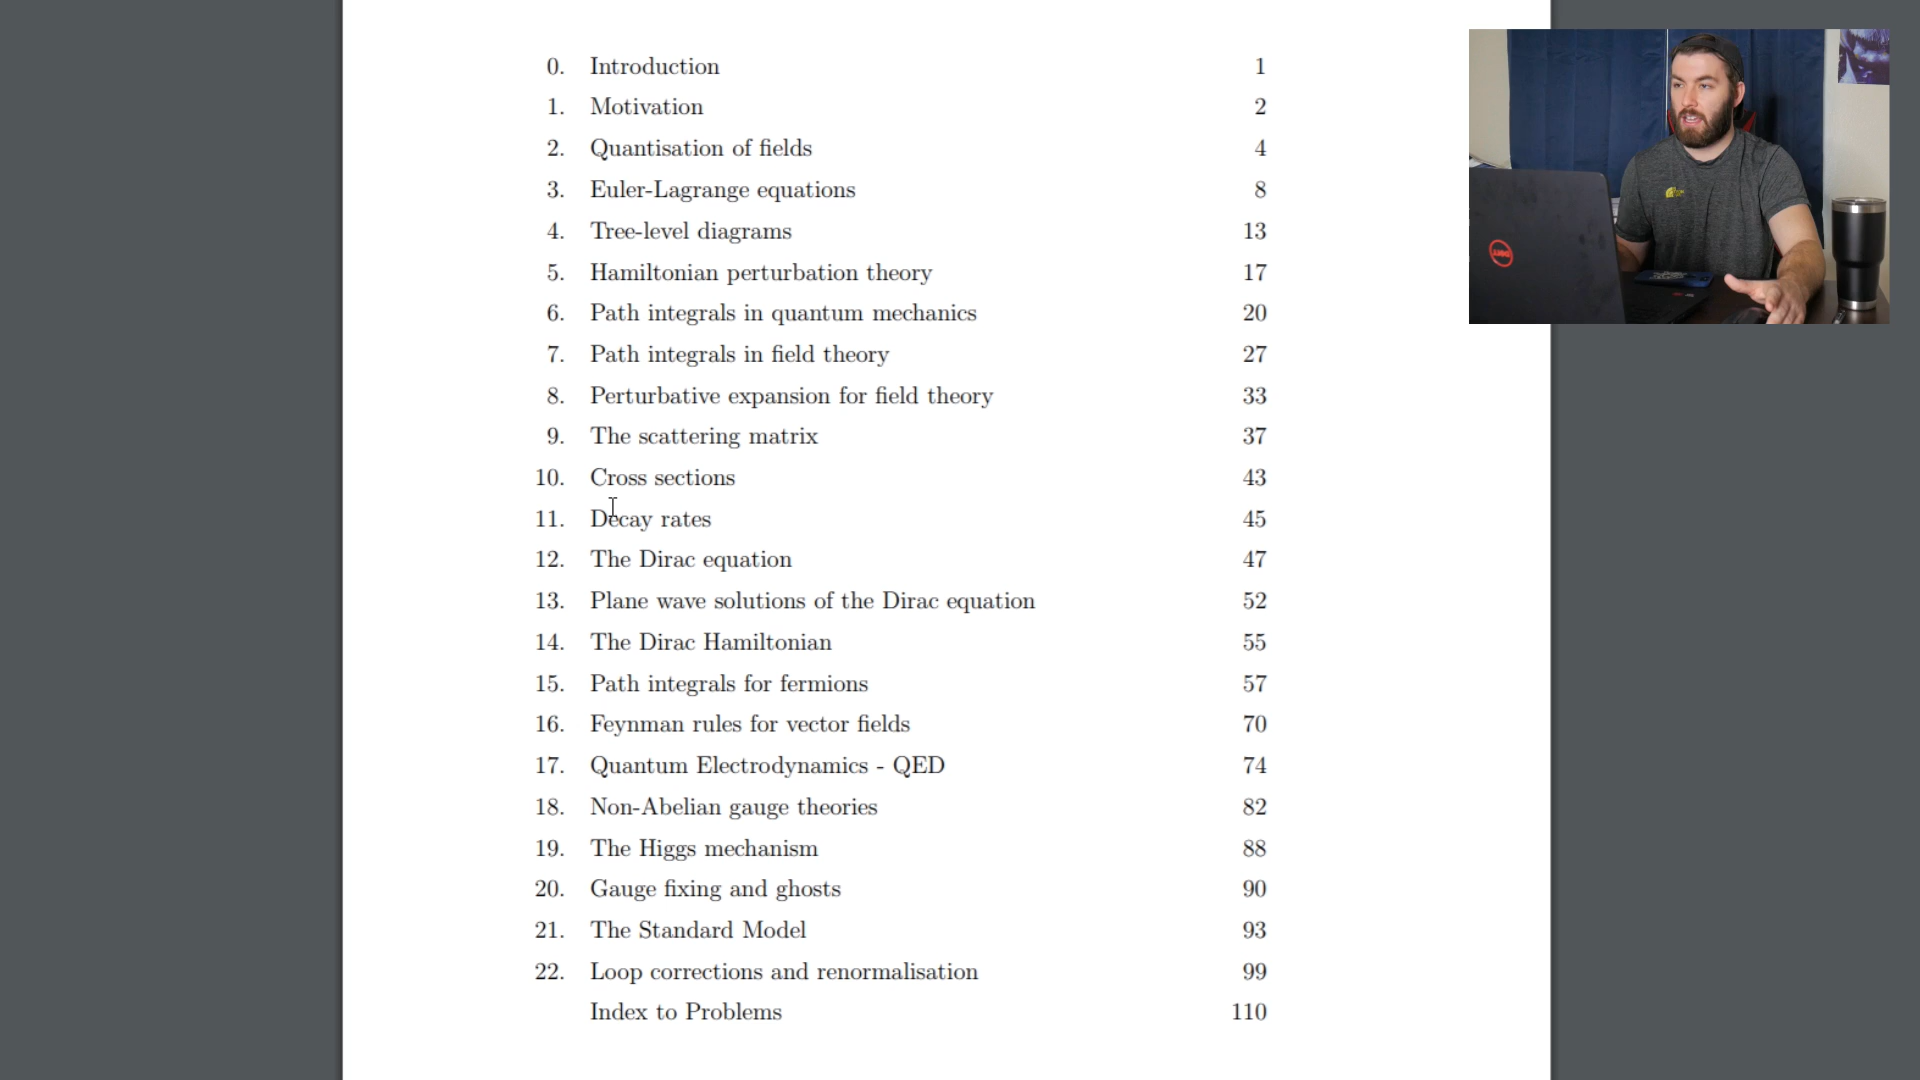 0. Introduction 1
1. Motivation 2
2. Quantisation of fields 4
3. Euler-Lagrange equations 8
4. Tree-level diagrams 13
5. Hamiltonian perturbation theory 17
6. Path integrals in quantum mechanics 20
7. Path integrals in field theory 27
8. Perturbative expansion for field theory 33
9. The scattering matrix 37
10. Cross sections 43
11. Decay rates 45
12. The Dirac equation 47
13. Plane wave solutions of the Dirac equation 52
14. The Dirac Hamiltonian 55
15. Path integrals for fermions 57
16. Feynman rules for vector fields 70
17. Quantum Electrodynamics - QED 74
18. Non-Abelian gauge theories 82
19. The Higgs mechanism 88
20. Gauge fixing and ghosts 90
21. The Standard Model 93
22. Loop corrections and renormalisation 99
Index to Problems 110
DELL